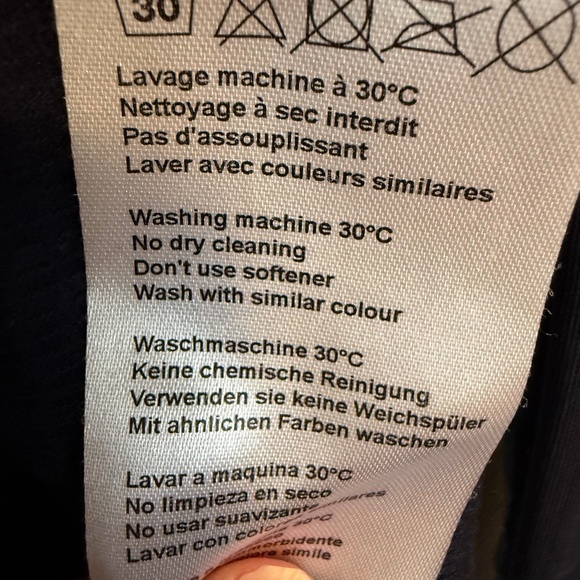 30
Lavage machine à 30°C
Nettoyage à sec interdit
Pas d'assouplissant
Laver avec couleurs similaires
Washing machine 30°C
No dry cleaning
Don't use softener
Wash with similar colour
Waschmaschine 30°C
Keine chemische Reinigung
Verwenden sie keine Weichspüler
Mit ahnlichen Farben waschen
Lavar a maquina 30°C
No limpieza en seco
No usar suavizante
Lavar con
30°C
simile